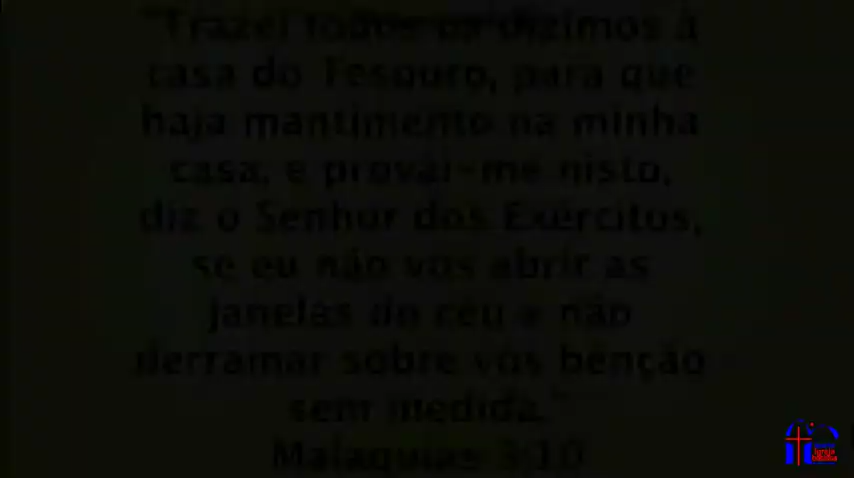 "Trazei todos os dízimos à
casa do Tesouro, para que
haja mantimento na minha
casa, e provai-me nisto,
diz o Senhor dos Exércitos,
se eu não vos abrir as
janelas do céu e não
derramar sobre vós bênção
sem medida."
Malaquias 3:10
Igreja